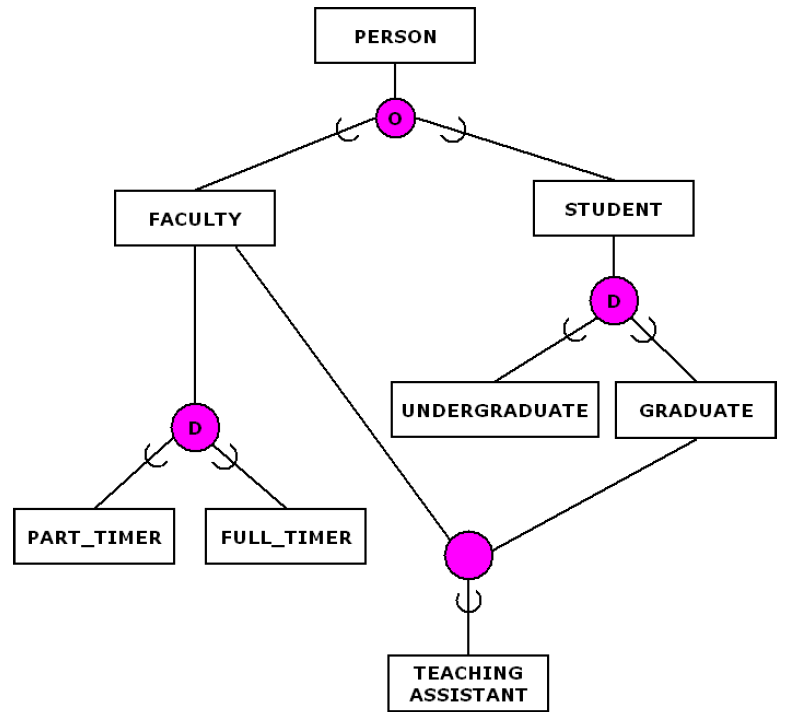 PERSON
O
FACULTY
STUDENT
D
UNDERGRADUATE
GRADUATE
D
PART_TIMER
FULL_TIMER
TEACHING
ASSISTANT